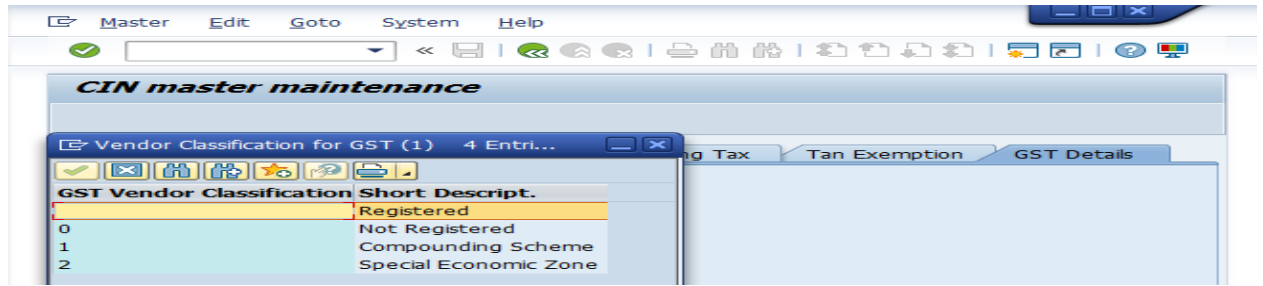 Master Edit Goto System Help
CIN master maintenance
Vendor Classification for GST (1) 4 Entri...
ng Tax Tan Exemption GST Details
GST Vendor Classification Short Descript.
Registered
0 Not Registered
1 Compounding Scheme
2 Special Economic Zone